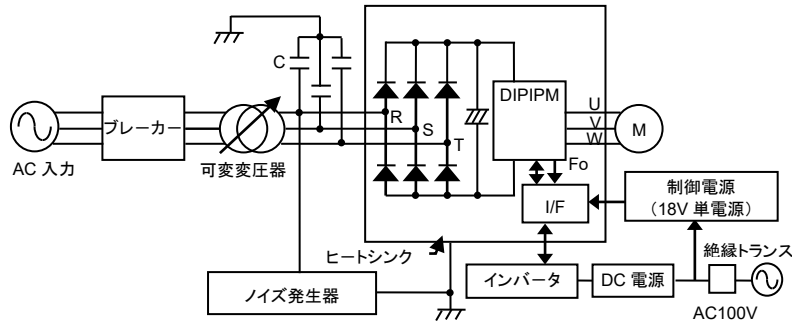 C
DIPIPM
U
V
W
M
R
S
T
Fo
ブレーカー
AC 入力
可変変圧器
I/F
制御電源
(18V 単電源)
ヒートシンク
絶縁トランス
ノイズ発生器
インバータ
DC 電源
AC100V